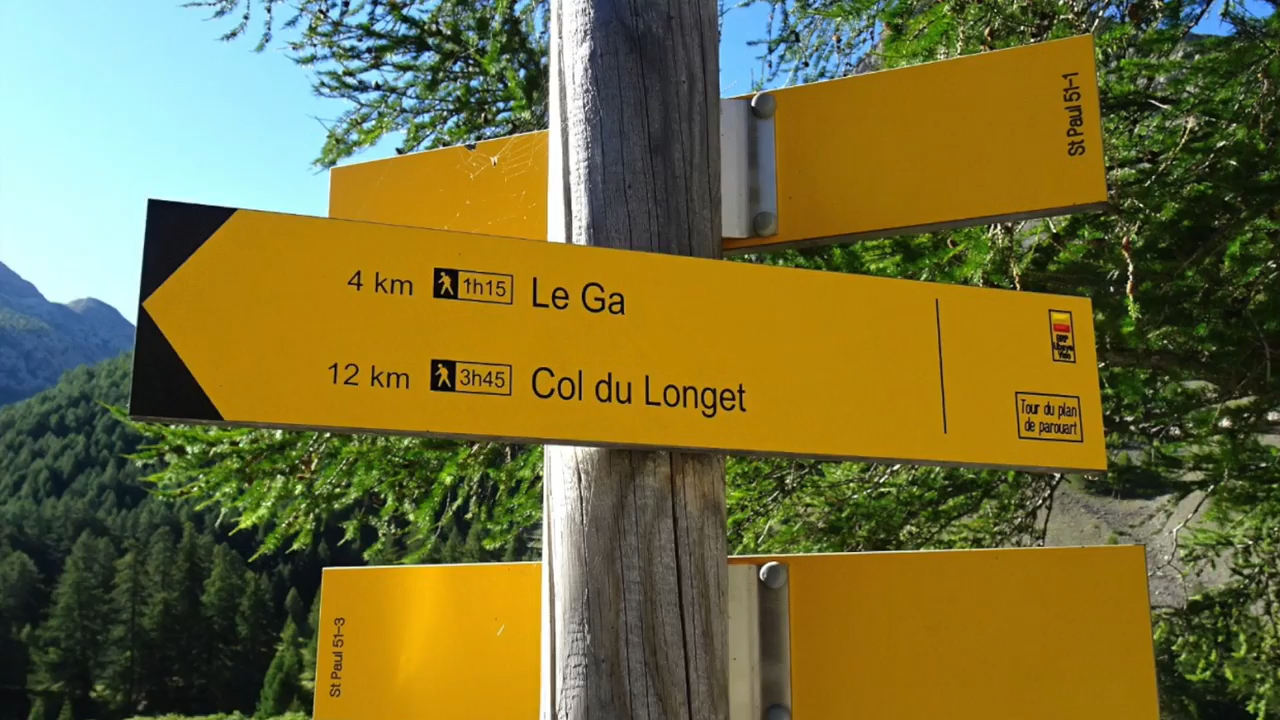 St Paul 51-1
4 km 1h15 Le Ga
12 km 3h45 Col du Longet
Tour du plan
de parouart
St Paul 51-3